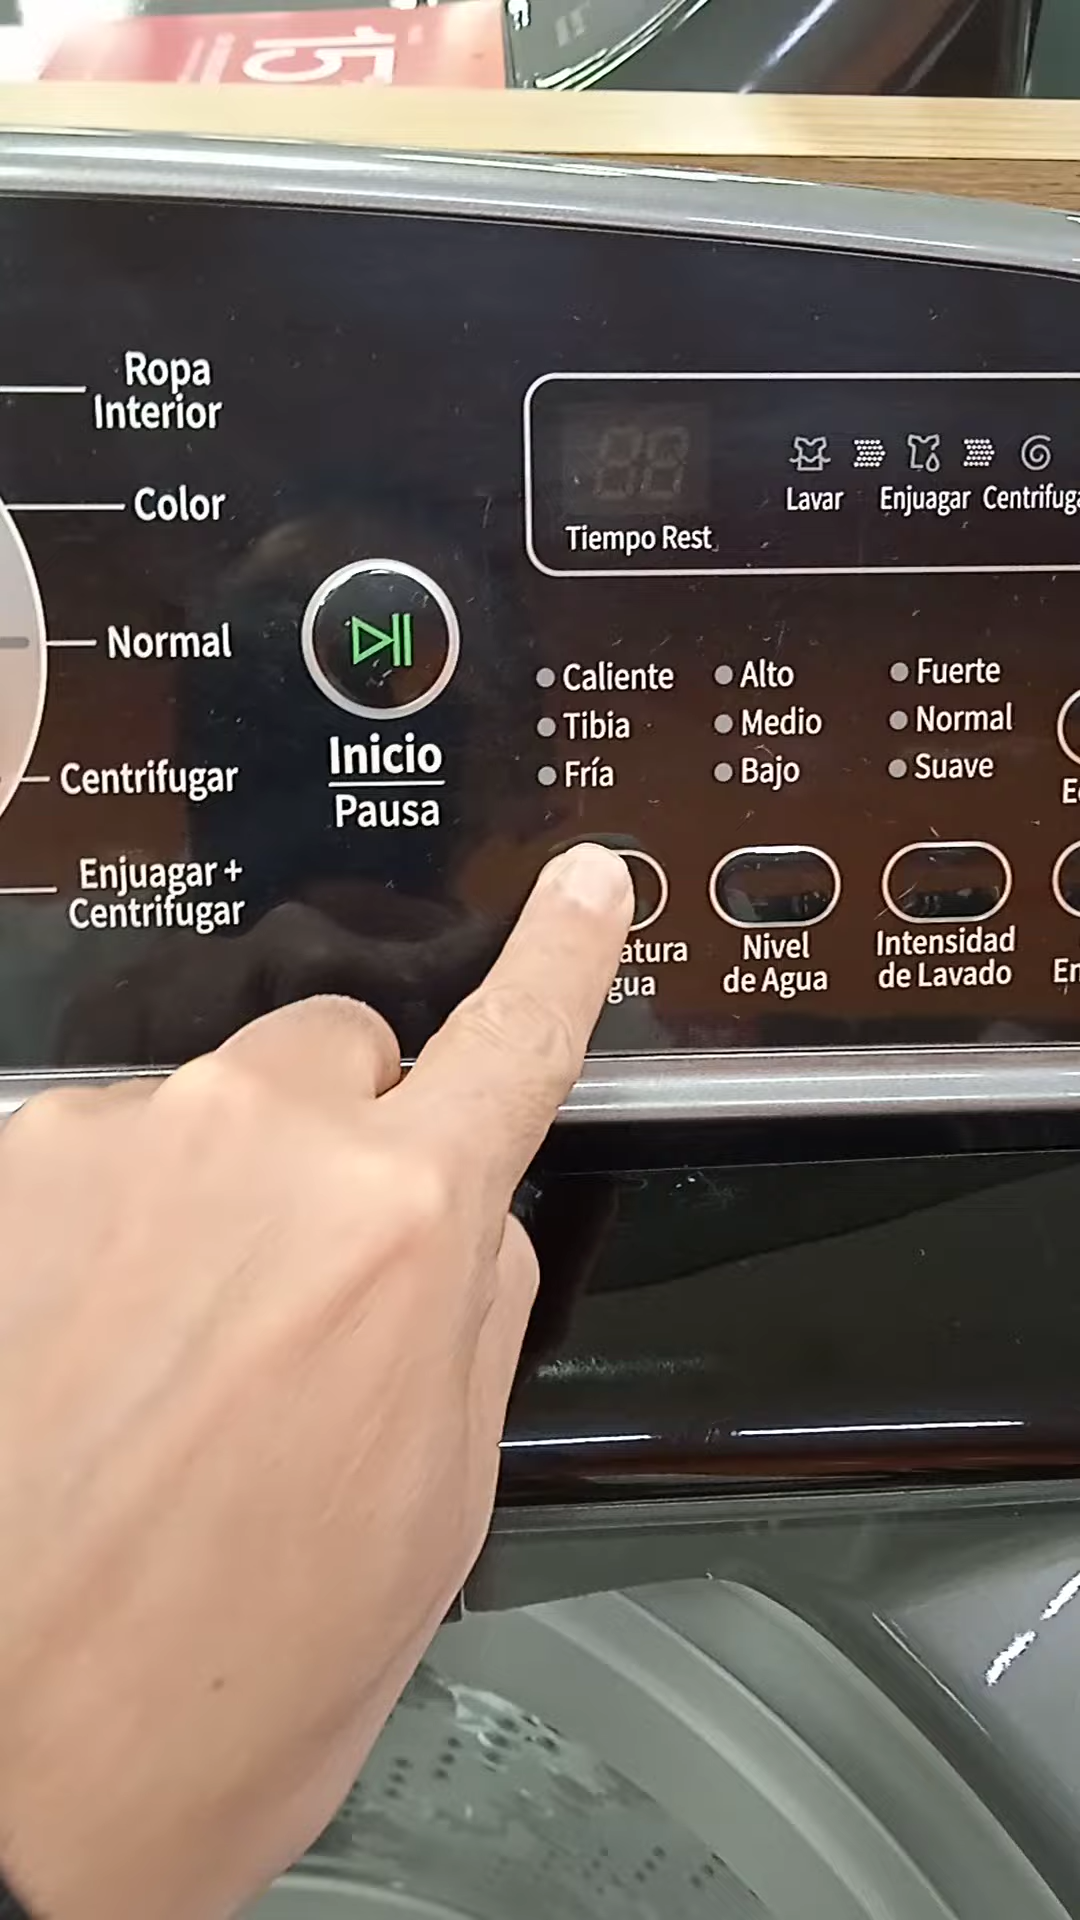 Ropa
Interior
Color
Normal
Centrifugar
Enjuagar +
Centrifugar
Inicio
Pausa
Tiempo Rest.
Lavar
Enjuagar
Centrifuga
Caliente
Tibia
Fría
Alto
Medio
Bajo
Fuerte
Normal
Suave
atura
gua
Nivel
de Agua
Intensidad
de Lavado